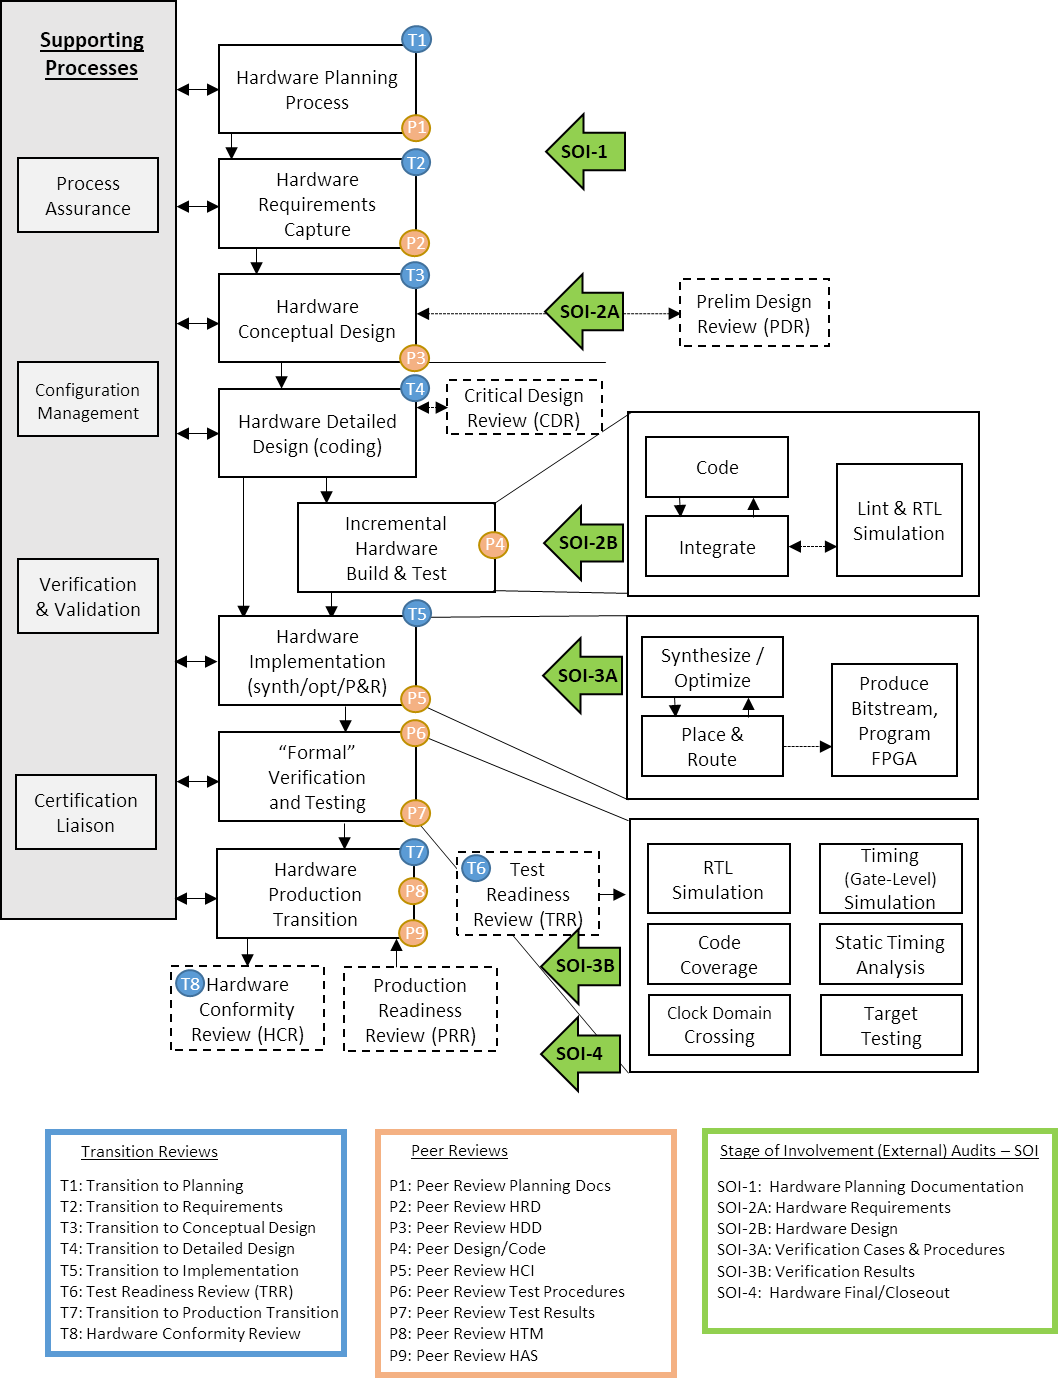 Supporting
Processes
Process
Assurance
Configuration
Management
Verification
& Validation
Certification
Liaison
T1
Hardware Planning
Process
P1
SOI-1
T2
Hardware
Requirements
Capture
P2
T3
Hardware
Conceptual Design
P3
SOI-2A
Prelim Design
Review (PDR)
T4
Hardware Detailed
Design (coding)
Critical Design
Review (CDR)
Incremental
Hardware
Build & Test
P4
SOI-2B
Code
Integrate
Lint & RTL
Simulation
T5
Hardware
Implementation
(synth/opt/P&R)
P5
SOI-3A
Synthesize /
Optimize
Place &
Route
Produce
Bitstream,
Program
FPGA
P6
“Formal”
Verification
and Testing
P7
T7
Hardware
Production
Transition
P8
P9
T6
Test
Readiness
Review (TRR)
SOI-3B
SOI-4
RTL
Simulation
Timing
(Gate-Level)
Simulation
Code
Coverage
Static Timing
Analysis
Clock Domain
Crossing
Target
Testing
T8
Hardware
Conformity
Review (HCR)
Production
Readiness
Review (PRR)
Transition Reviews
T1: Transition to Planning
T2: Transition to Requirements
T3: Transition to Conceptual Design
T4: Transition to Detailed Design
T5: Transition to Implementation
T6: Test Readiness Review (TRR)
T7: Transition to Production Transition
T8: Hardware Conformity Review
Peer Reviews
P1: Peer Review Planning Docs
P2: Peer Review HRD
P3: Peer Review HDD
P4: Peer Design/Code
P5: Peer Review HCI
P6: Peer Review Test Procedures
P7: Peer Review Test Results
P8: Peer Review HTM
P9: Peer Review HAS
Stage of Involvement (External) Audits – SOI
SOI-1: Hardware Planning Documentation
SOI-2A: Hardware Requirements
SOI-2B: Hardware Design
SOI-3A: Verification Cases & Procedures
SOI-3B: Verification Results
SOI-4: Hardware Final/Closeout